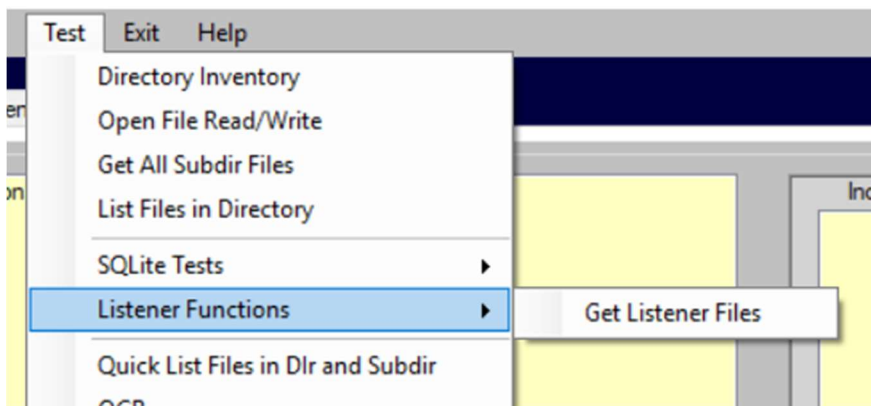 Test Exit Help
Directory Inventory
Open File Read/Write
Get All Subdir Files
List Files in Directory
SQLite Tests
Listener Functions
Get Listener Files
Quick List Files in DIr and Subdir